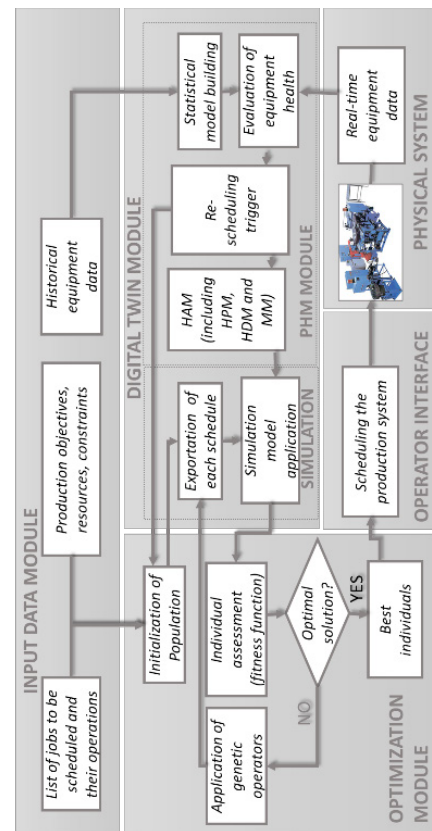 INPUT DATA MODULE
List of jobs to be
scheduled and
their operations
Production objectives,
resources, constraints
Historical
equipment
data
DIGITAL TWIN MODULE
Initialization of
Population
Exportation of
each schedule
HAM
(including
HPM,
HDM and
MM)
Re-
scheduling
trigger
Statistical
model building
Evaluation of
equipment
health
Simulation
model
application
SIMULATION
PHM MODULE
Application of
genetic
operators
Individual
assessment
(fitness function)
NO
Optimal
solution?
YES
Best
individuals
OPTIMIZATION
MODULE
Scheduling the
production system
OPERATOR INTERFACE
Real-time
equipment
data
PHYSICAL SYSTEM